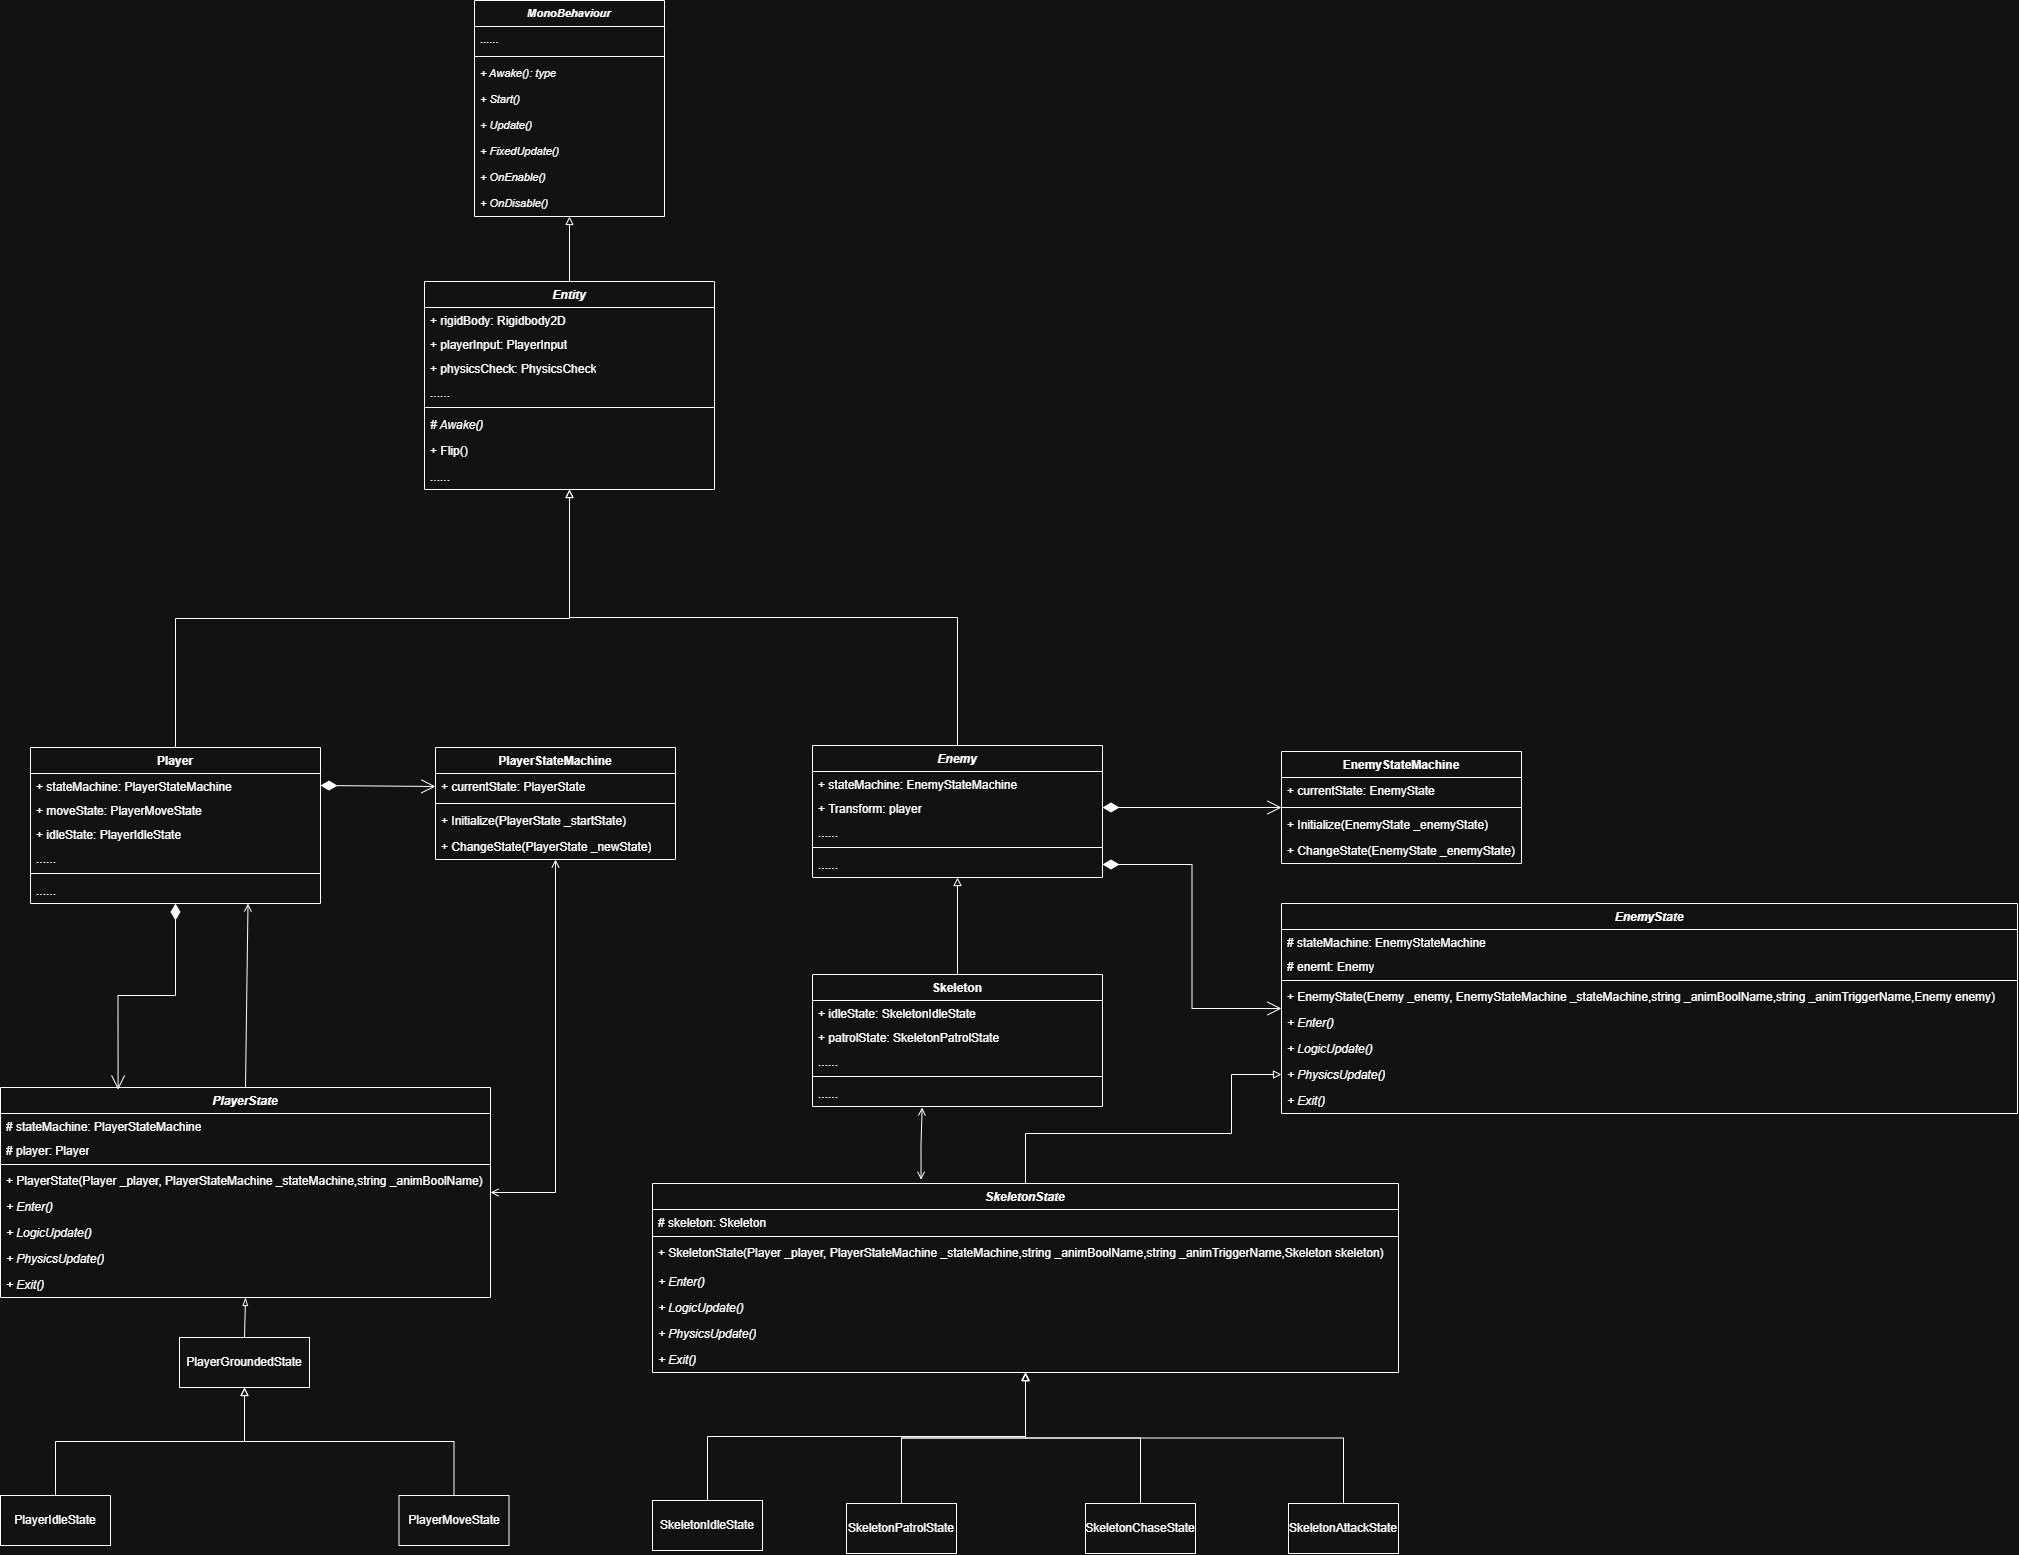 MonoBehaviour
......
+ Awake(): type
+ Start()
+ Update()
+ FixedUpdate()
+ OnEnable()
+ OnDisable()
Entity
+ rigidBody: Rigidbody2D
+ playerInput: PlayerInput
+ physicsCheck: PhysicsCheck
......
# Awake()
+ Flip()
......
Player
+ stateMachine: PlayerStateMachine
+ moveState: PlayerMoveState
+ idleState: PlayerIdleState
......
......
PlayerStateMachine
+ currentState: PlayerState
+ Initialize(PlayerState _startState)
+ ChangeState(PlayerState _newState)
Enemy
+ stateMachine: EnemyStateMachine
+ Transform: player
......
......
EnemyStateMachine
+ currentState: EnemyState
+ Initialize(EnemyState _enemyState)
+ ChangeState(EnemyState _enemyState)
EnemyState
# stateMachine: EnemyStateMachine
# enemt: Enemy
+ EnemyState(Enemy _enemy, EnemyStateMachine _stateMachine,string _animBoolName,string _animTriggerName,Enemy enemy)
+ Enter()
+ LogicUpdate()
+ PhysicsUpdate()
+ Exit()
Skeleton
+ idleState: SkeletonIdleState
+ patrolState: SkeletonPatrolState
......
......
PlayerState
# stateMachine: PlayerStateMachine
# player: Player
+ PlayerState(Player _player, PlayerStateMachine _stateMachine,string _animBoolName)
+ Enter()
+ LogicUpdate()
+ PhysicsUpdate()
+ Exit()
SkeletonState
# skeleton: Skeleton
+ SkeletonState(Player _player, PlayerStateMachine _stateMachine,string _animBoolName,string _animTriggerName,Skeleton skeleton)
+ Enter()
+ LogicUpdate()
+ PhysicsUpdate()
+ Exit()
PlayerGroundedState
PlayerIdleState
PlayerMoveState
SkeletonIdleState
SkeletonPatrolState
SkeletonChaseState
SkeletonAttackState